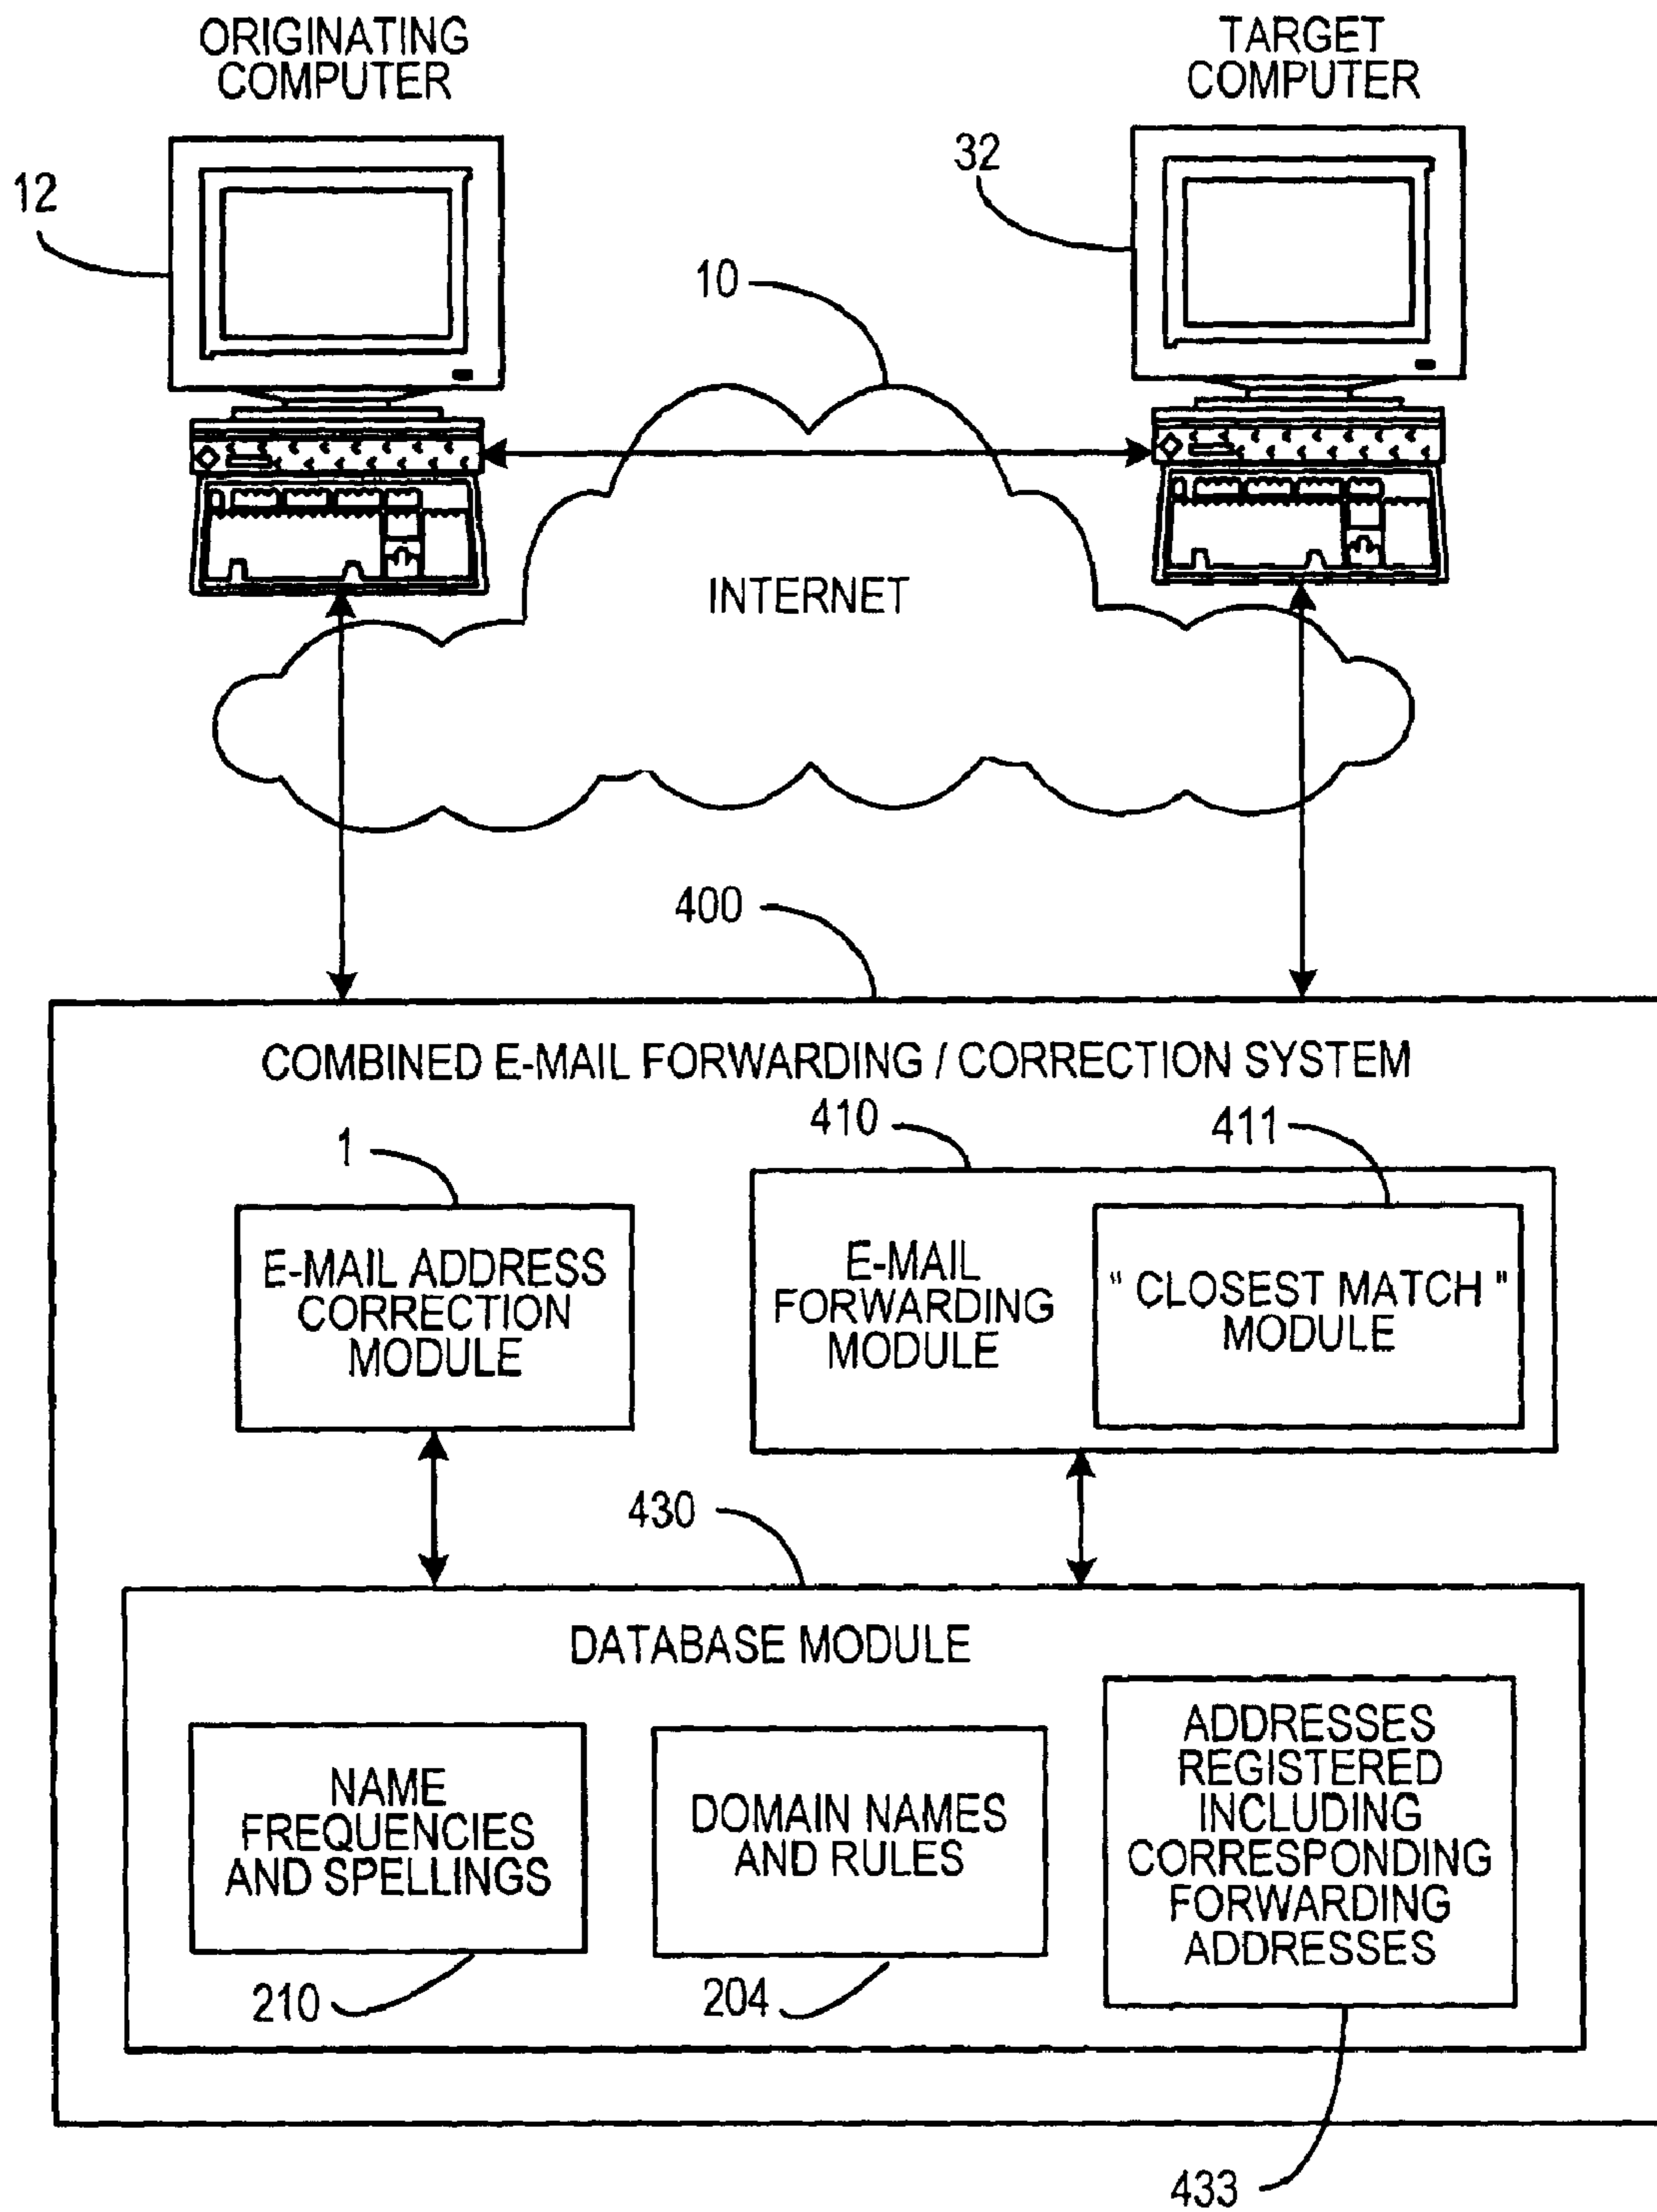 ORIGINATING
COMPUTER
TARGET
COMPUTER
12
32
10
INTERNET
400
COMBINED E-MAIL FORWARDING / CORRECTION SYSTEM
1
410
411
E-MAIL ADDRESS
CORRECTION
MODULE
E-MAIL
FORWARDING
MODULE
" CLOSEST MATCH "
MODULE
430
DATABASE MODULE
NAME
FREQUENCIES
AND SPELLINGS
DOMAIN NAMES
AND RULES
ADDRESSES
REGISTERED
INCLUDING
CORRESPONDING
FORWARDING
ADDRESSES
210
204
433